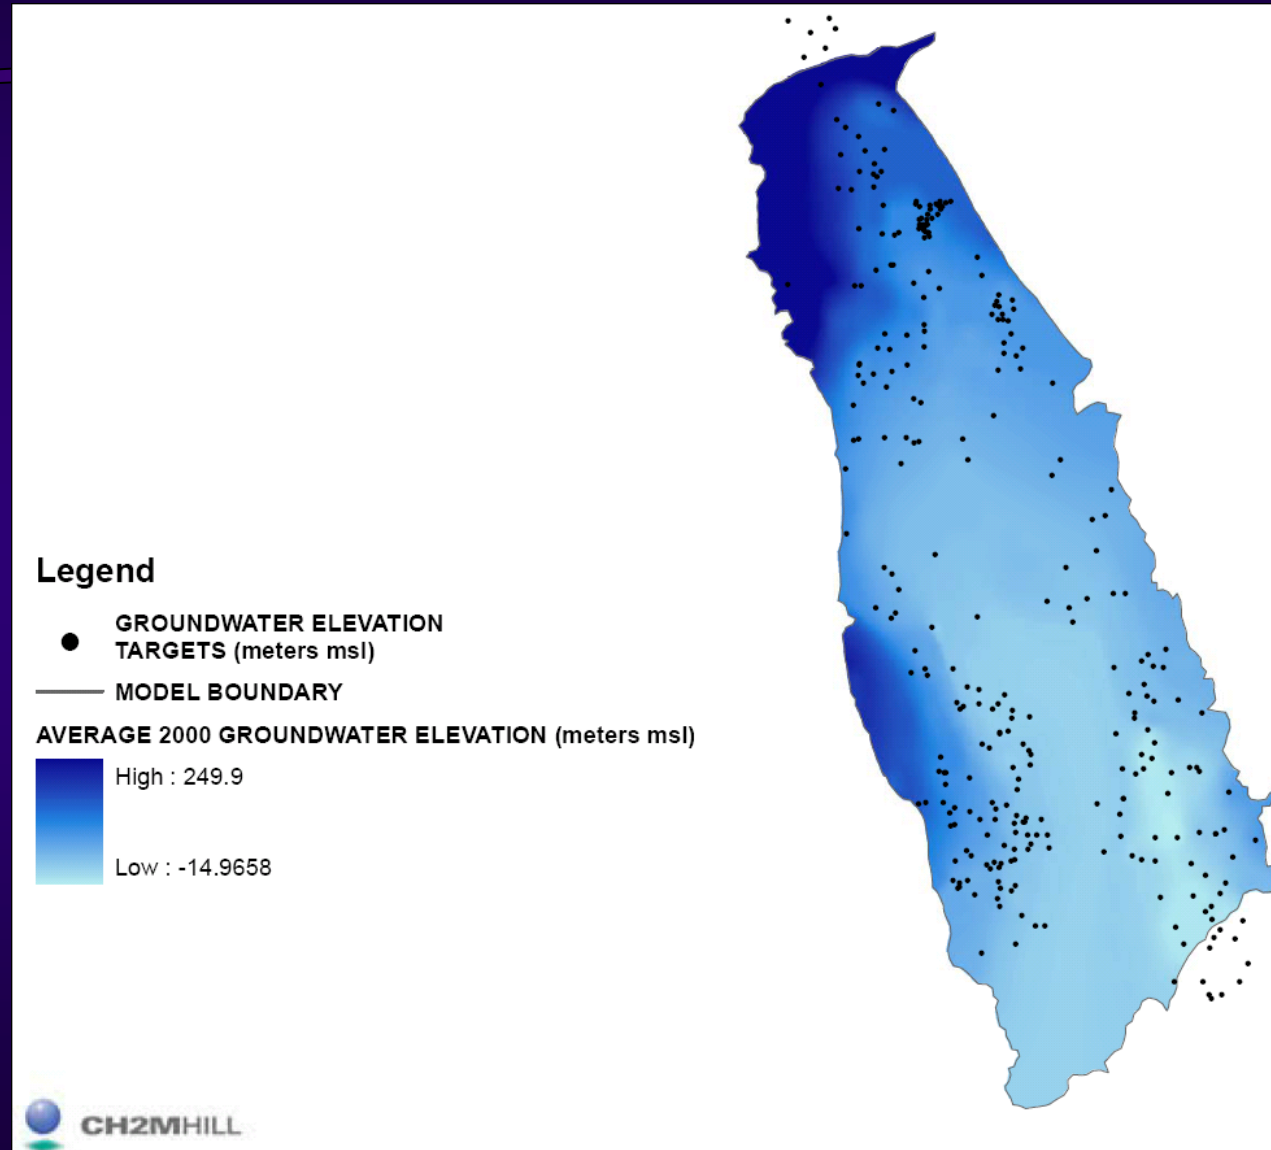 Legend
GROUNDWATER ELEVATION
TARGETS (meters msl)
MODEL BOUNDARY
AVERAGE 2000 GROUNDWATER ELEVATION (meters msl)
High : 249.9
Low : -14.9658
CH2MHILL